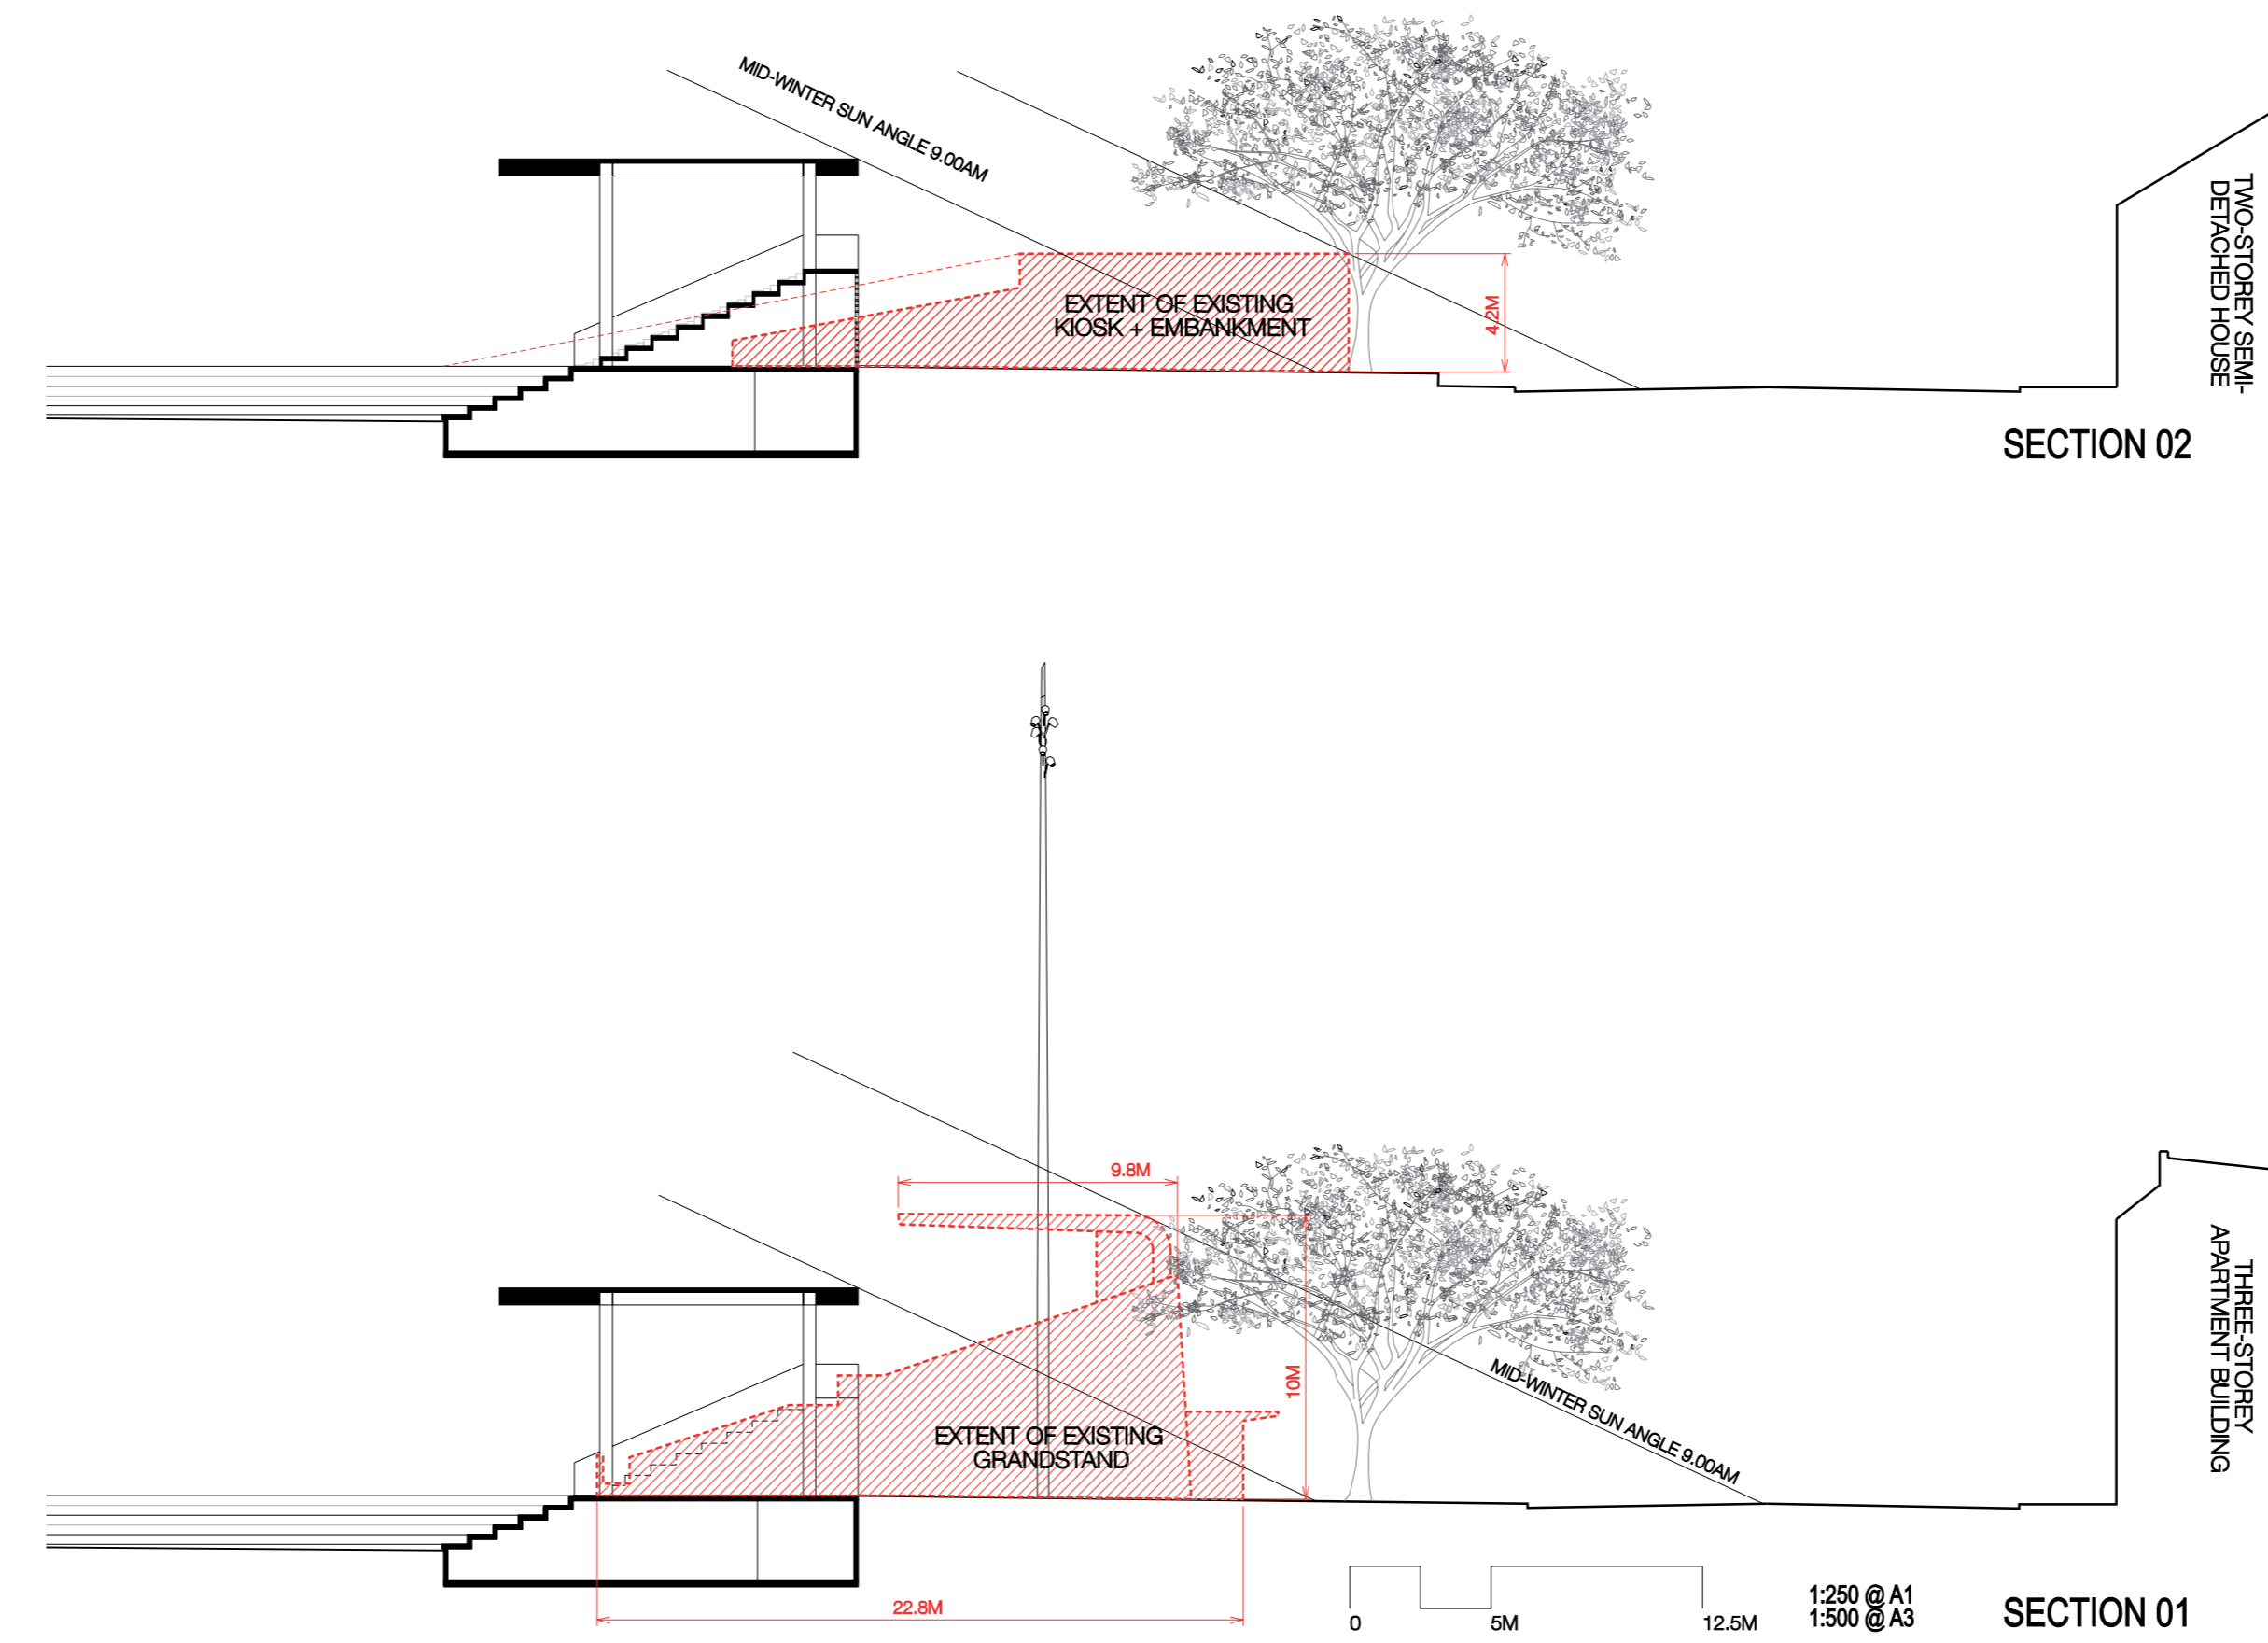 MID-WINTER SUN ANGLE 9.00AM
EXTENT OF EXISTING
KIOSK + EMBANKMENT
4.2M
TWO-STOREY SEMI-
DETACHED HOUSE
SECTION 02
9.8M
10M
EXTENT OF EXISTING
GRANDSTAND
MID-WINTER SUN ANGLE 9.00AM
THREE-STOREY
APARTMENT BUILDING
22.8M
0
5M
12.5M
1:250 @ A1
1:500 @ A3
SECTION 01